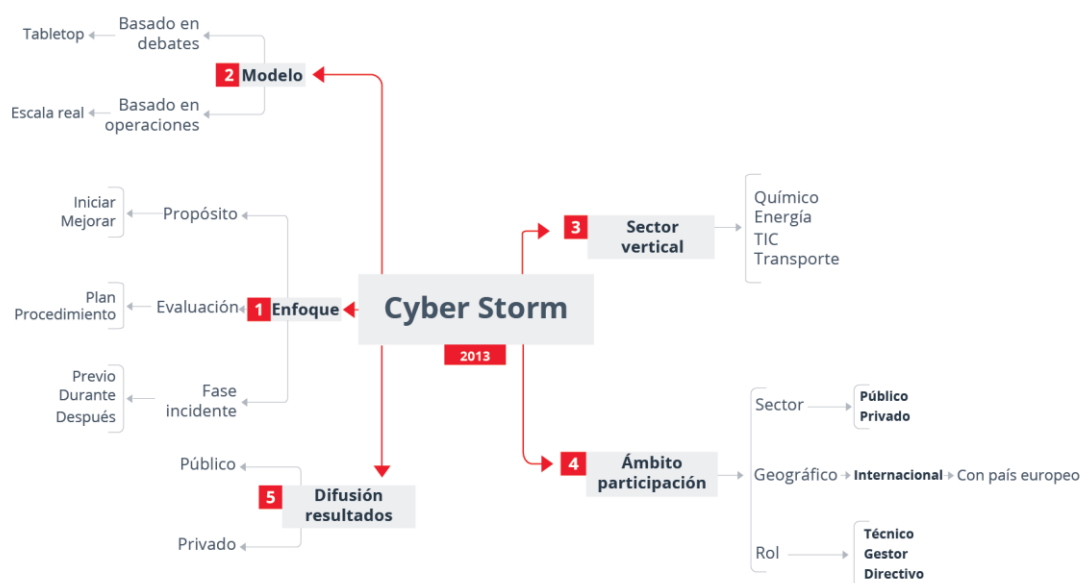 Tabletop
Basado en
debates
2 Modelo
Escala real
Basado en
operaciones
Iniciar
Mejorar
Propósito
Plan
Procedimiento
Evaluación
1 Enfoque
Previo
Durante
Después
Fase
incidente
Cyber Storm
2013
3 Sector
vertical
Químico
Energía
TIC
Transporte
4 Ámbito
participación
Sector
Público
Privado
Geográfico
Internacional
Con país europeo
Rol
Técnico
Gestor
Directivo
Público
5 Difusión
resultados
Privado